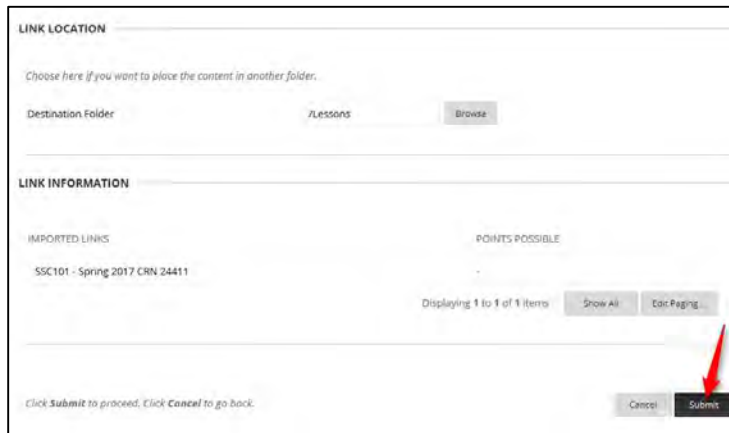 LINK LOCATION
Choose here if you want to place the content in another folder.
Destination Folder /Lessons Browse
LINK INFORMATION
IMPORTED LINKS POINTS POSSIBLE
SSC101 - Spring 2017 CRN 24411 -
Displaying 1 to 1 of 1 items Show All Edit Paging...
Click Submit to proceed. Click Cancel to go back. Cancel Submit